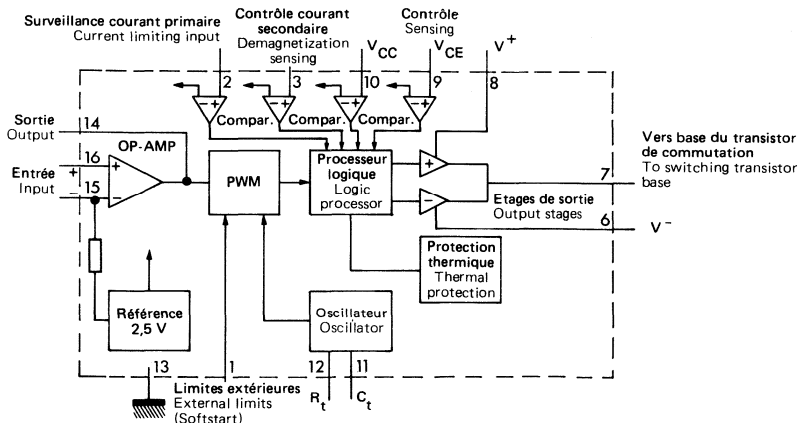 Surveillance courant primaire
Current limiting input
Contrôle courant
secondaire
Demagnetization
sensing
Contrôle
Sensing
VCC
VCE
V+
2
3
10
9
8
Compar.
Compar.
Compar.
Compar.
Sortie
Output
14
OP-AMP
Entrée
Input
16
15
+
−
+
−
PWM
Processeur
logique
Logic
processor
+
−
Etages de sortie
Output stages
7
6
Vers base du transistor
de commutation
To switching transistor
base
V−
Protection
thermique
Thermal
protection
Référence
2,5 V
Oscillateur
Oscillator
13
1
12
11
Limites extérieures
External limits
(Softstart)
Rt
Ct